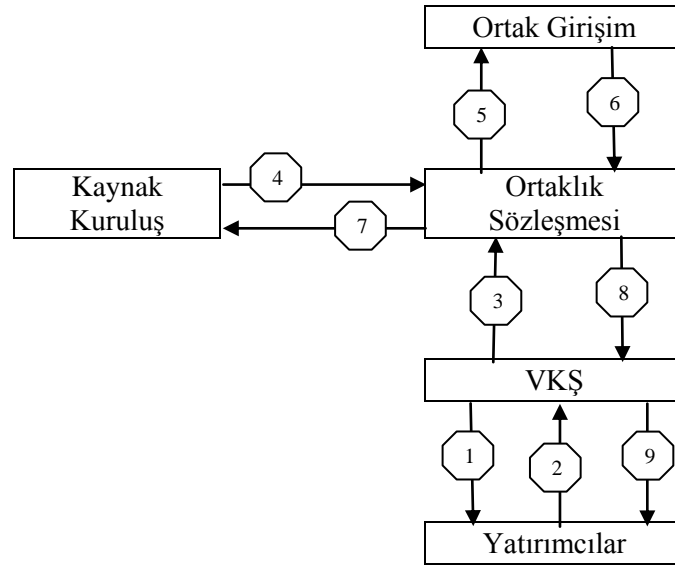 Ortak Girişim
5
6
4
Kaynak
Kuruluş
Ortaklık
Sözleşmesi
7
3
8
VKŞ
1
2
9
Yatırımcılar